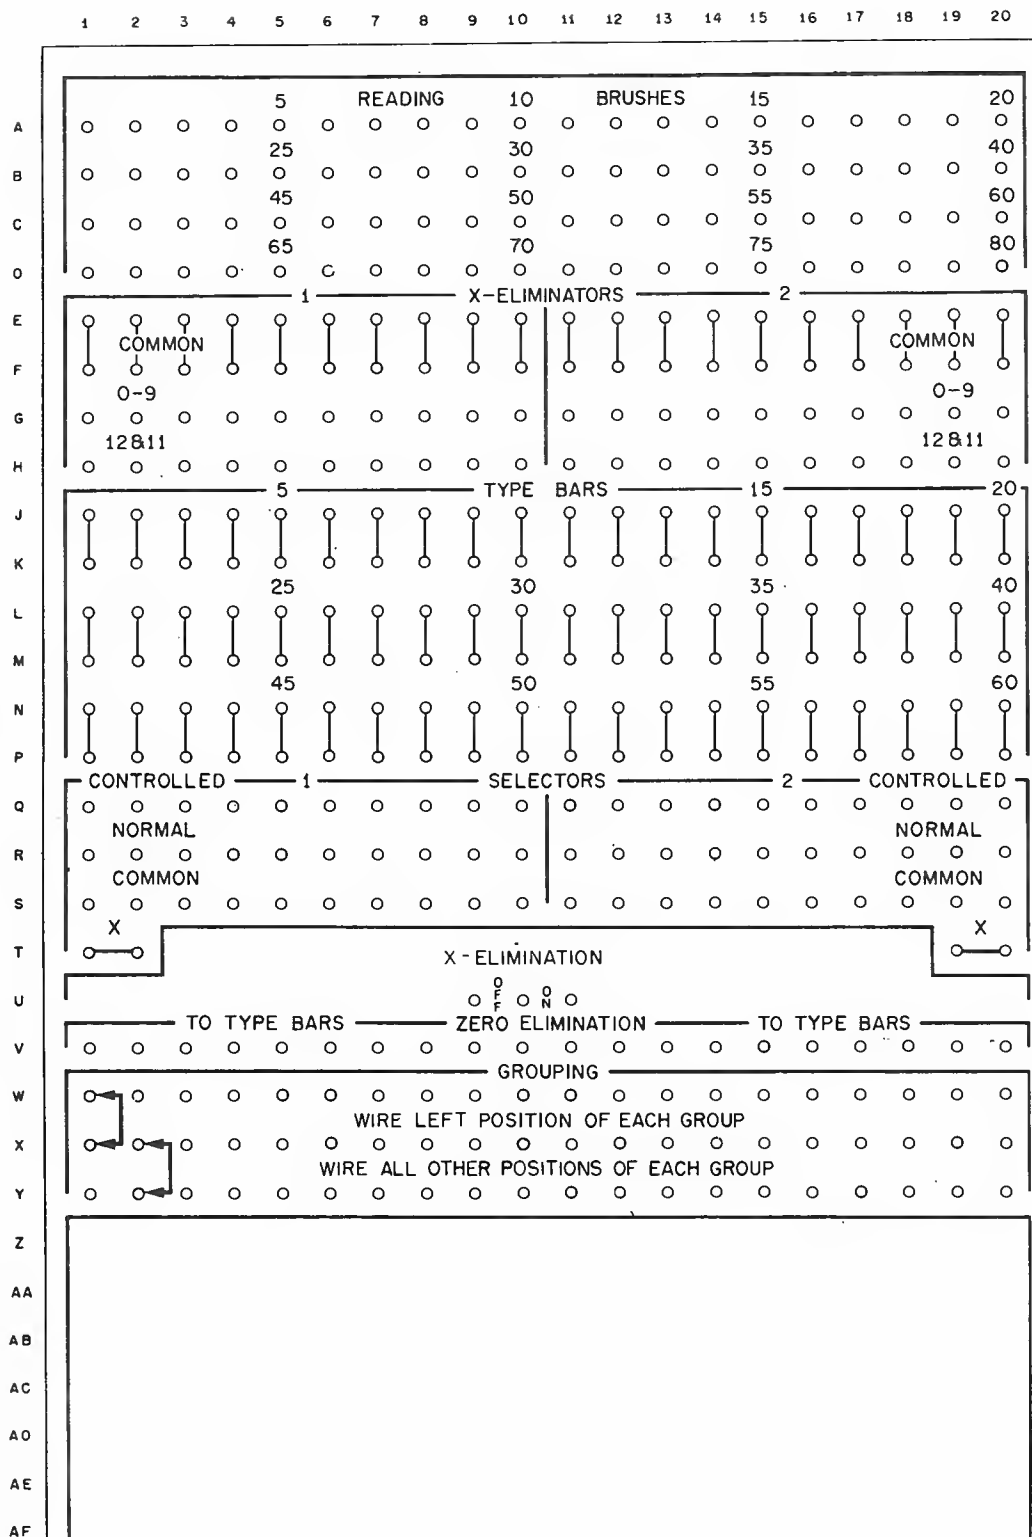 1 2 3 4 5 6 7 8 9 10 11 12 13 14 15 16 17 18 19 20
5 READING 10 BRUSHES 15 20
A
25 30 35 40
B
45 50 55 60
C
65 70 75 80
O
1 X-ELIMINATORS 2
E
COMMON COMMON
F
0-9 0-9
G
12&11 12&11
H
5 TYPE BARS 15 20
J
K
25 30 35 40
L
M
45 50 55 60
N
P
CONTROLLED 1 SELECTORS 2 CONTROLLED
Q
NORMAL NORMAL
R
COMMON COMMON
S
X X
T
X-ELIMINATION
U OFF ON
TO TYPE BARS ZERO ELIMINATION TO TYPE BARS
V
GROUPING
W
WIRE LEFT POSITION OF EACH GROUP
X
WIRE ALL OTHER POSITIONS OF EACH GROUP
Y
Z
AA
AB
AC
AO
AE
AF